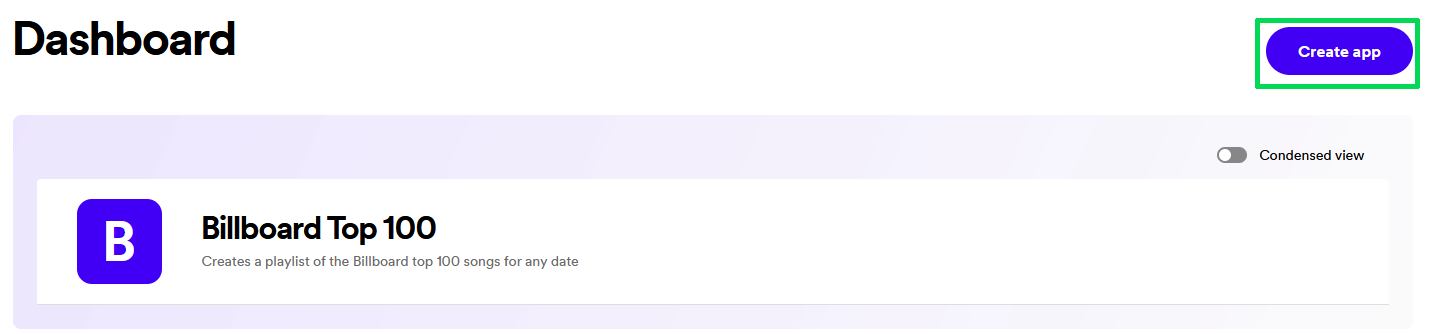 Dashboard
Create app
Condensed view
B
Billboard Top 100
Creates a playlist of the Billboard top 100 songs for any date